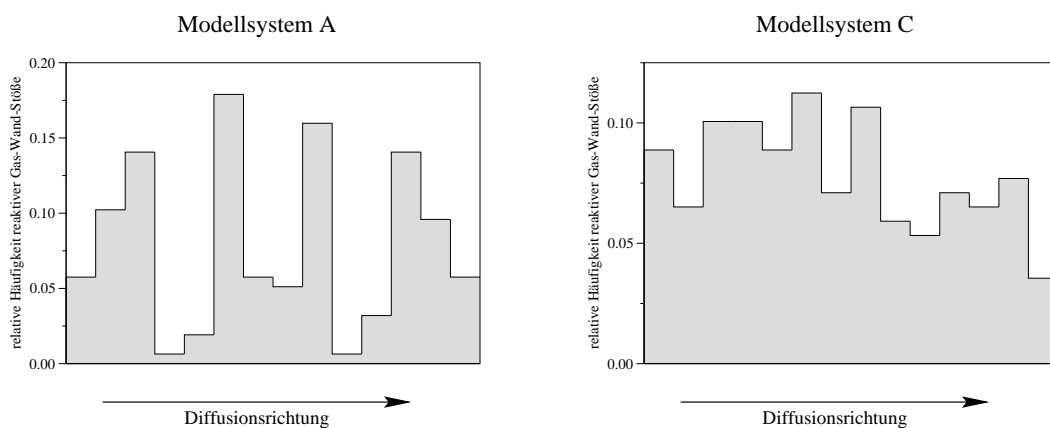 Modellsystem A
relative Häufigkeit reaktiver Gas-Wand-Stöße
0.20
0.15
0.10
0.05
0.00
Diffusionsrichtung
Modellsystem C
relative Häufigkeit reaktiver Gas-Wand-Stöße
0.10
0.05
0.00
Diffusionsrichtung